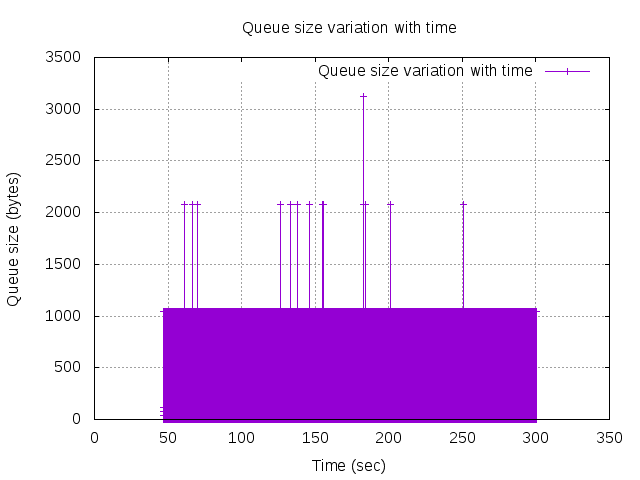 Queue size variation with time
Queue size variation with time
Queue size (bytes)
3500
3000
2500
2000
1500
1000
500
0
0 50 100 150 200 250 300 350
Time (sec)